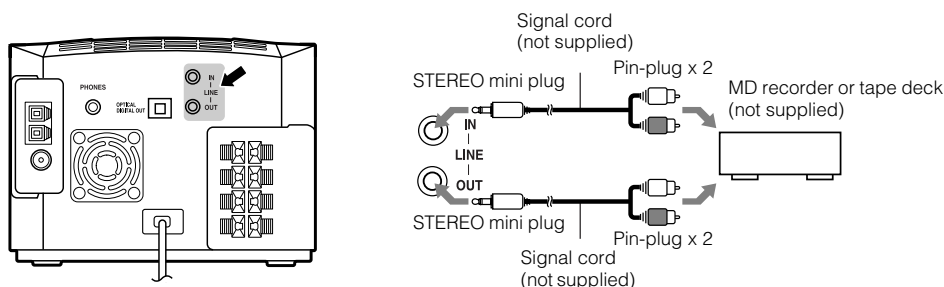 PHONES
OPTICAL
DIGITAL OUT
IN
LINE
OUT
Signal cord
(not supplied)
STEREO mini plug
Pin-plug x 2
MD recorder or tape deck
(not supplied)
IN
LINE
OUT
STEREO mini plug
Pin-plug x 2
Signal cord
(not supplied)